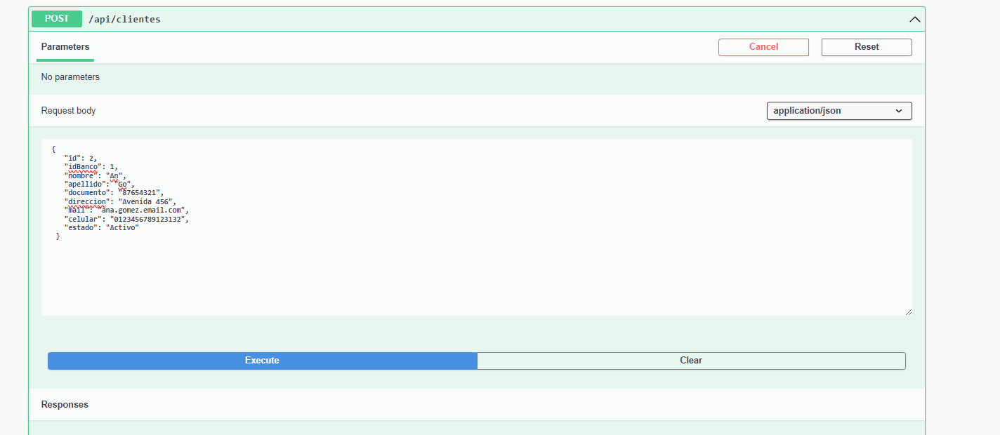 POST /api/clientes
Parameters
Cancel
Reset
No parameters
Request body
application/json
{
"id": 2,
"idBanco": 1,
"nombre": "An",
"apellido": "Go",
"documento": "87654321",
"direccion": "Avenida 456",
"mail": "ana.gomez.email.com",
"celular": "0123456789123132",
"estado": "Activo"
}
Execute
Clear
Responses